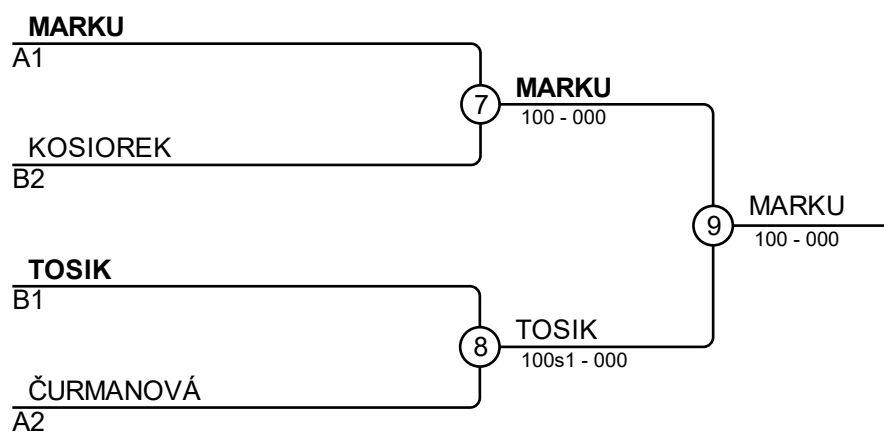 MARKU
A1
7
MARKU
100 - 000
KOSIOREK
B2
9
MARKU
100 - 000
TOSIK
B1
8
TOSIK
100s1 - 000
ČURMANOVÁ
A2